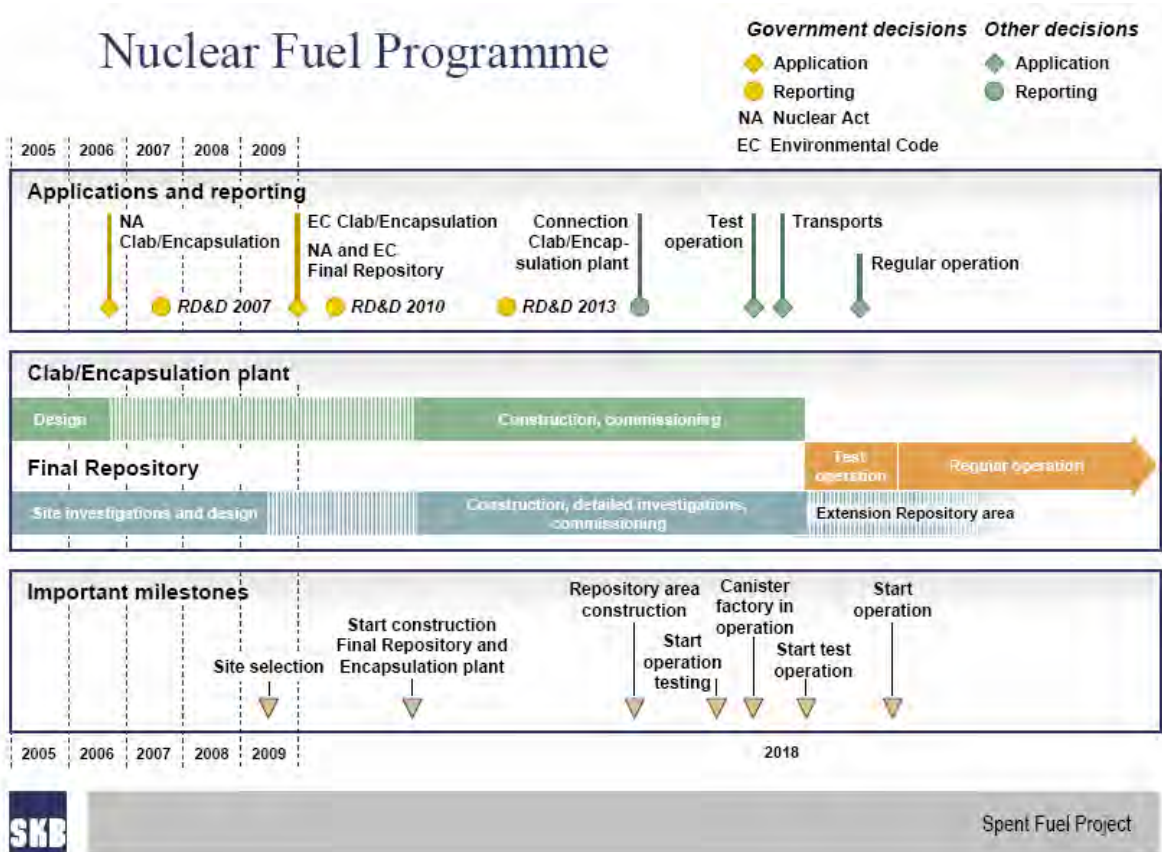 Nuclear Fuel Programme
Government decisions
Application
Reporting
NA Nuclear Act
EC Environmental Code
Other decisions
Application
Reporting
2005 2006 2007 2008 2009
Applications and reporting
NA
Clab/Encapsulation
EC Clab/Encapsulation
NA and EC
Final Repository
Connection
Clab/Encap-
sulation plant
Test
operation
Transports
Regular operation
RD&D 2007
RD&D 2010
RD&D 2013
Clab/Encapsulation plant
Design
Construction, commissioning
Test
operation
Regular operation
Final Repository
Site investigations and design
Construction, detailed investigations,
commissioning
Extension Repository area
Important milestones
Site selection
Start construction
Final Repository and
Encapsulation plant
Repository area
construction
Start
operation
testing
Canister
factory in
operation
Start test
operation
Start
operation
2005 2006 2007 2008 2009 2018
SKB
Spent Fuel Project